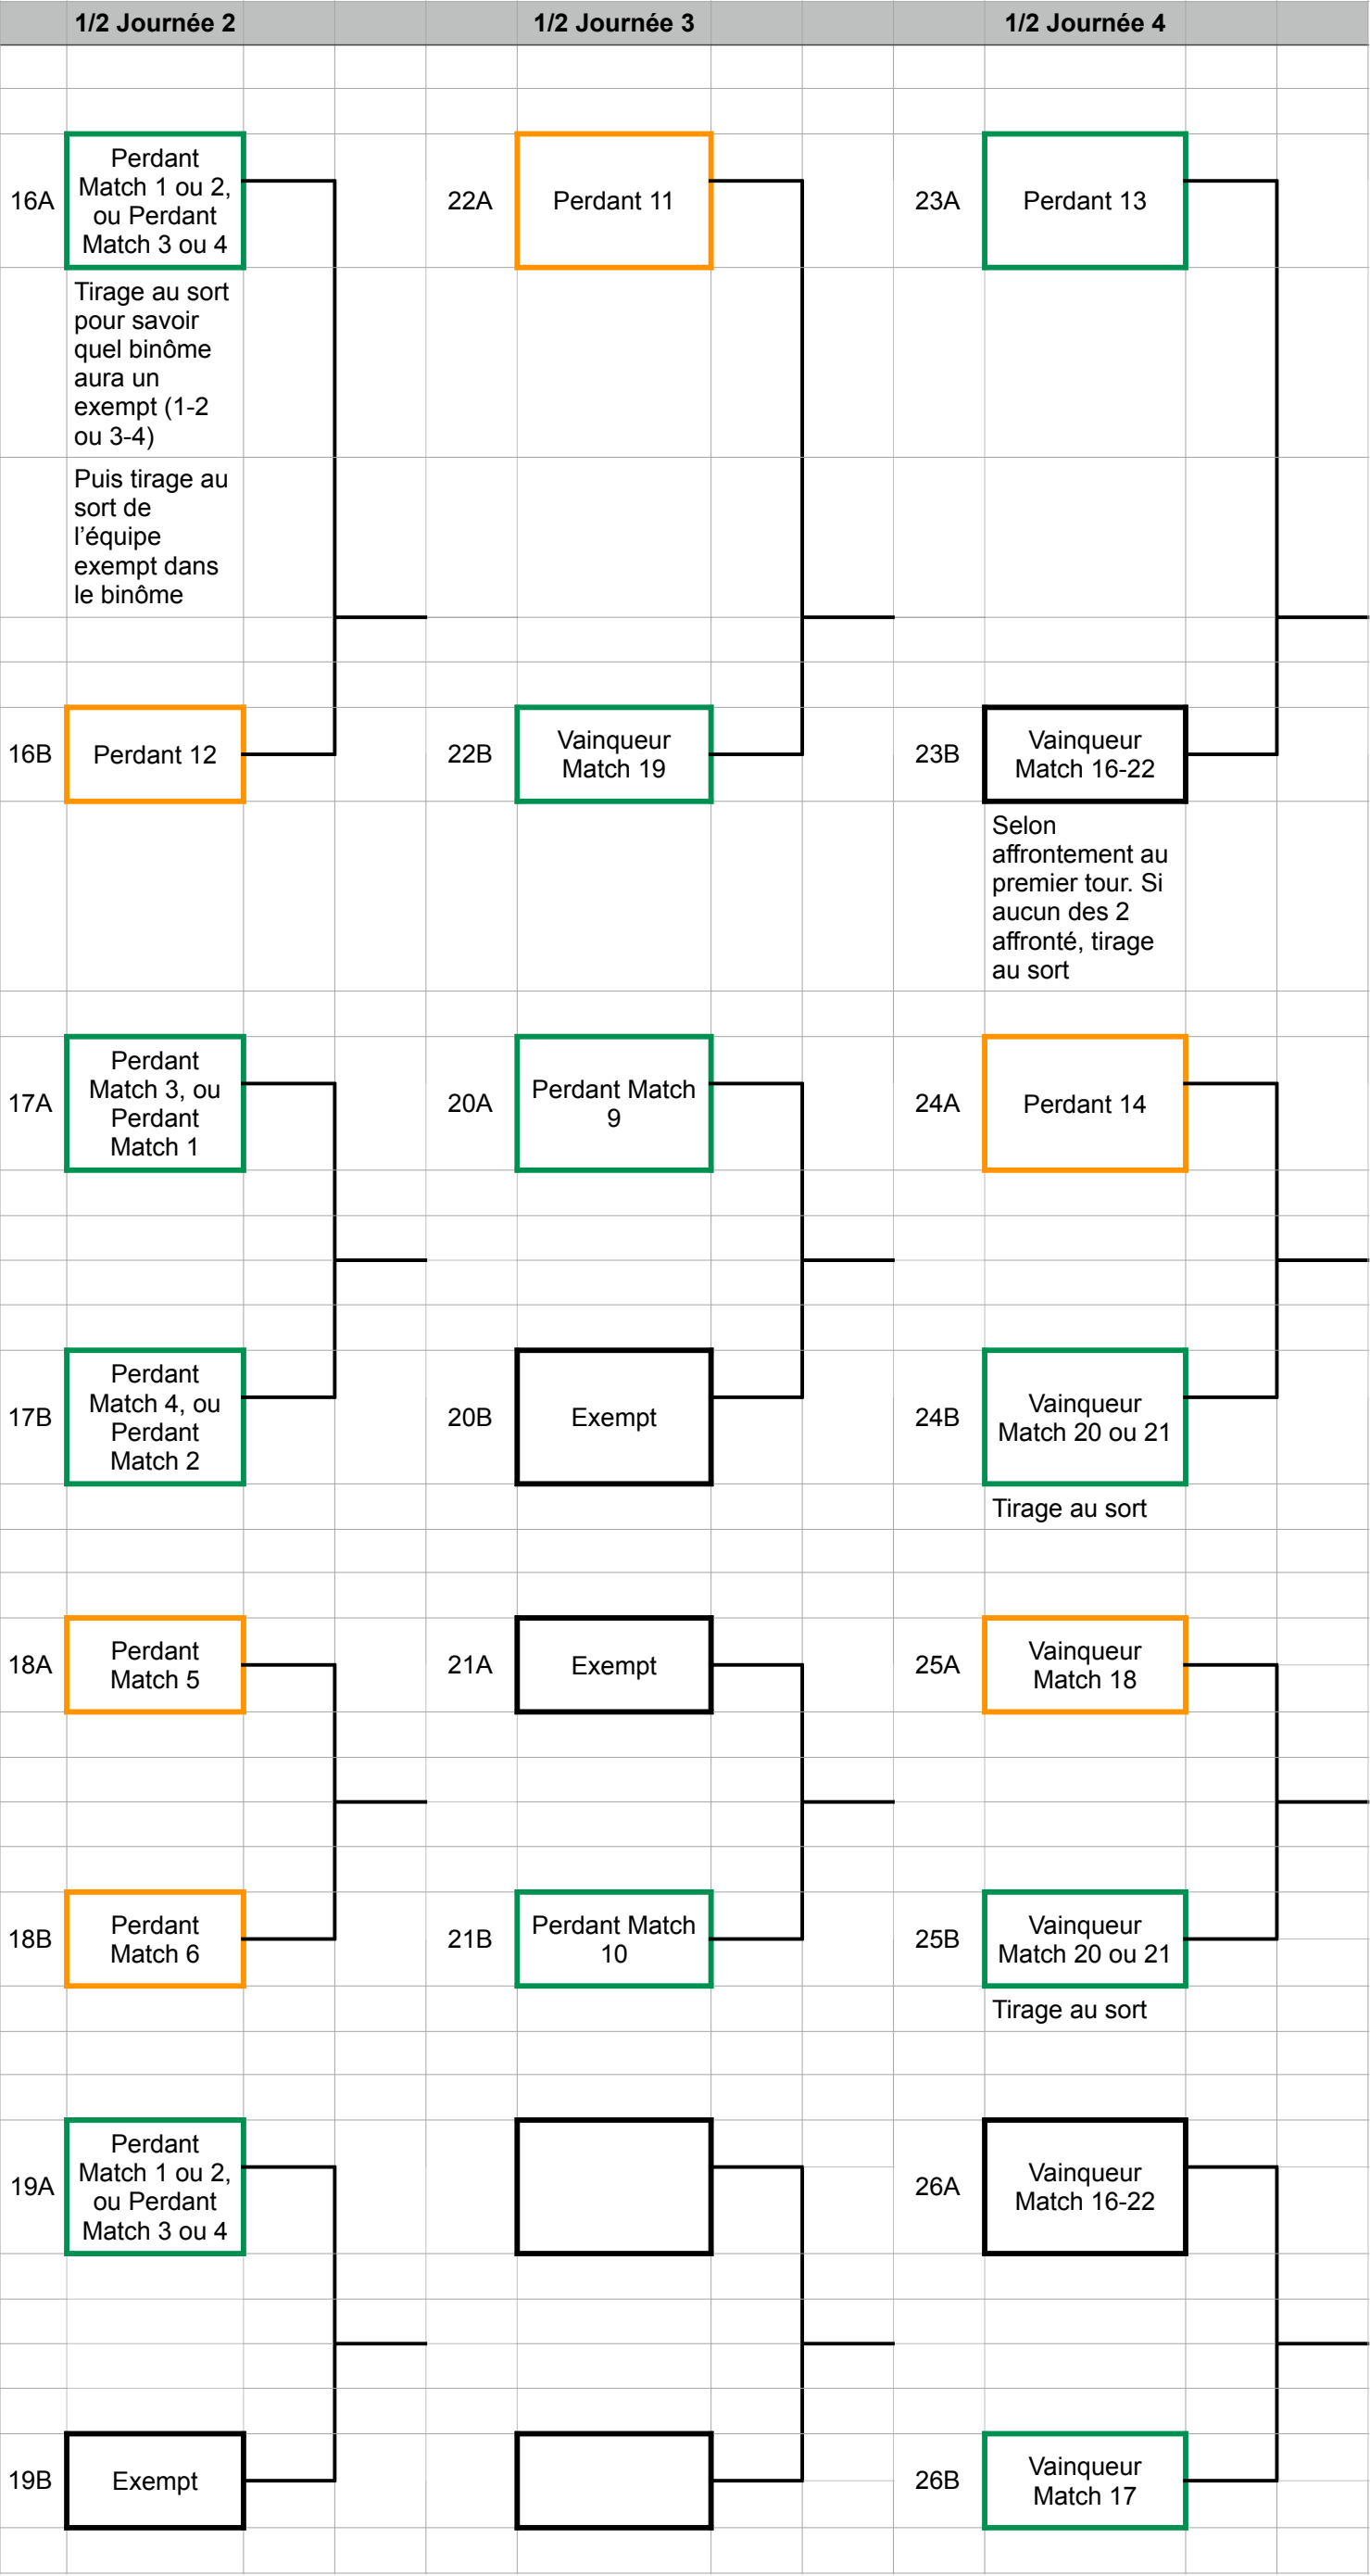 1/2 Journée 2
1/2 Journée 3
1/2 Journée 4
16A
Perdant
Match 1 ou 2,
ou Perdant
Match 3 ou 4
22A
Perdant 11
23A
Perdant 13
Tirage au sort
pour savoir
quel binôme
aura un
exempt (1-2
ou 3-4)
Puis tirage au
sort de
l’équipe
exempt dans
le binôme
16B
Perdant 12
22B
Vainqueur
Match 19
23B
Vainqueur
Match 16-22
Selon
affrontement au
premier tour. Si
aucun des 2
affronté, tirage
au sort
17A
Perdant
Match 3, ou
Perdant
Match 1
20A
Perdant Match
9
24A
Perdant 14
17B
Perdant
Match 4, ou
Perdant
Match 2
20B
Exempt
24B
Vainqueur
Match 20 ou 21
Tirage au sort
18A
Perdant
Match 5
21A
Exempt
25A
Vainqueur
Match 18
18B
Perdant
Match 6
21B
Perdant Match
10
25B
Vainqueur
Match 20 ou 21
Tirage au sort
19A
Perdant
Match 1 ou 2,
ou Perdant
Match 3 ou 4
26A
Vainqueur
Match 16-22
19B
Exempt
26B
Vainqueur
Match 17